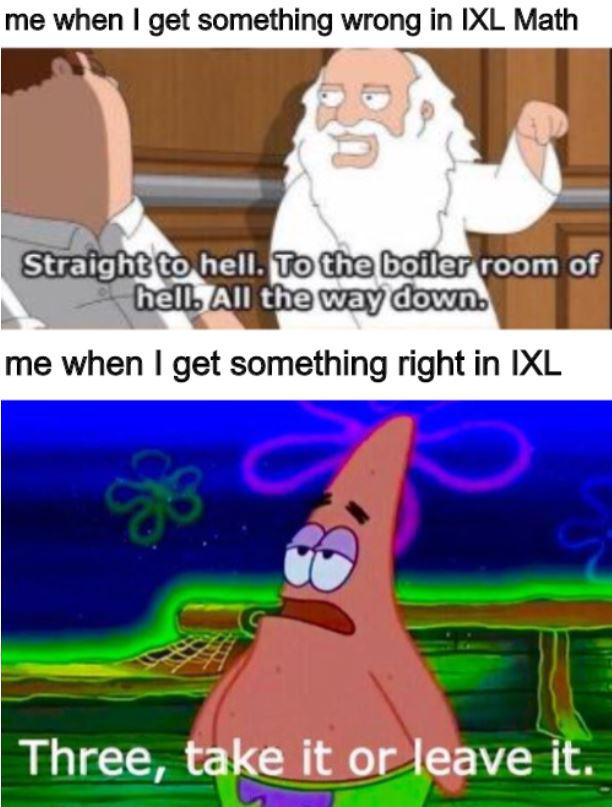 me when I get something wrong in IXL Math
Straight to hell. To the boiler room of
hell. All the way down.
me when I get something right in IXL
Three, take it or leave it.